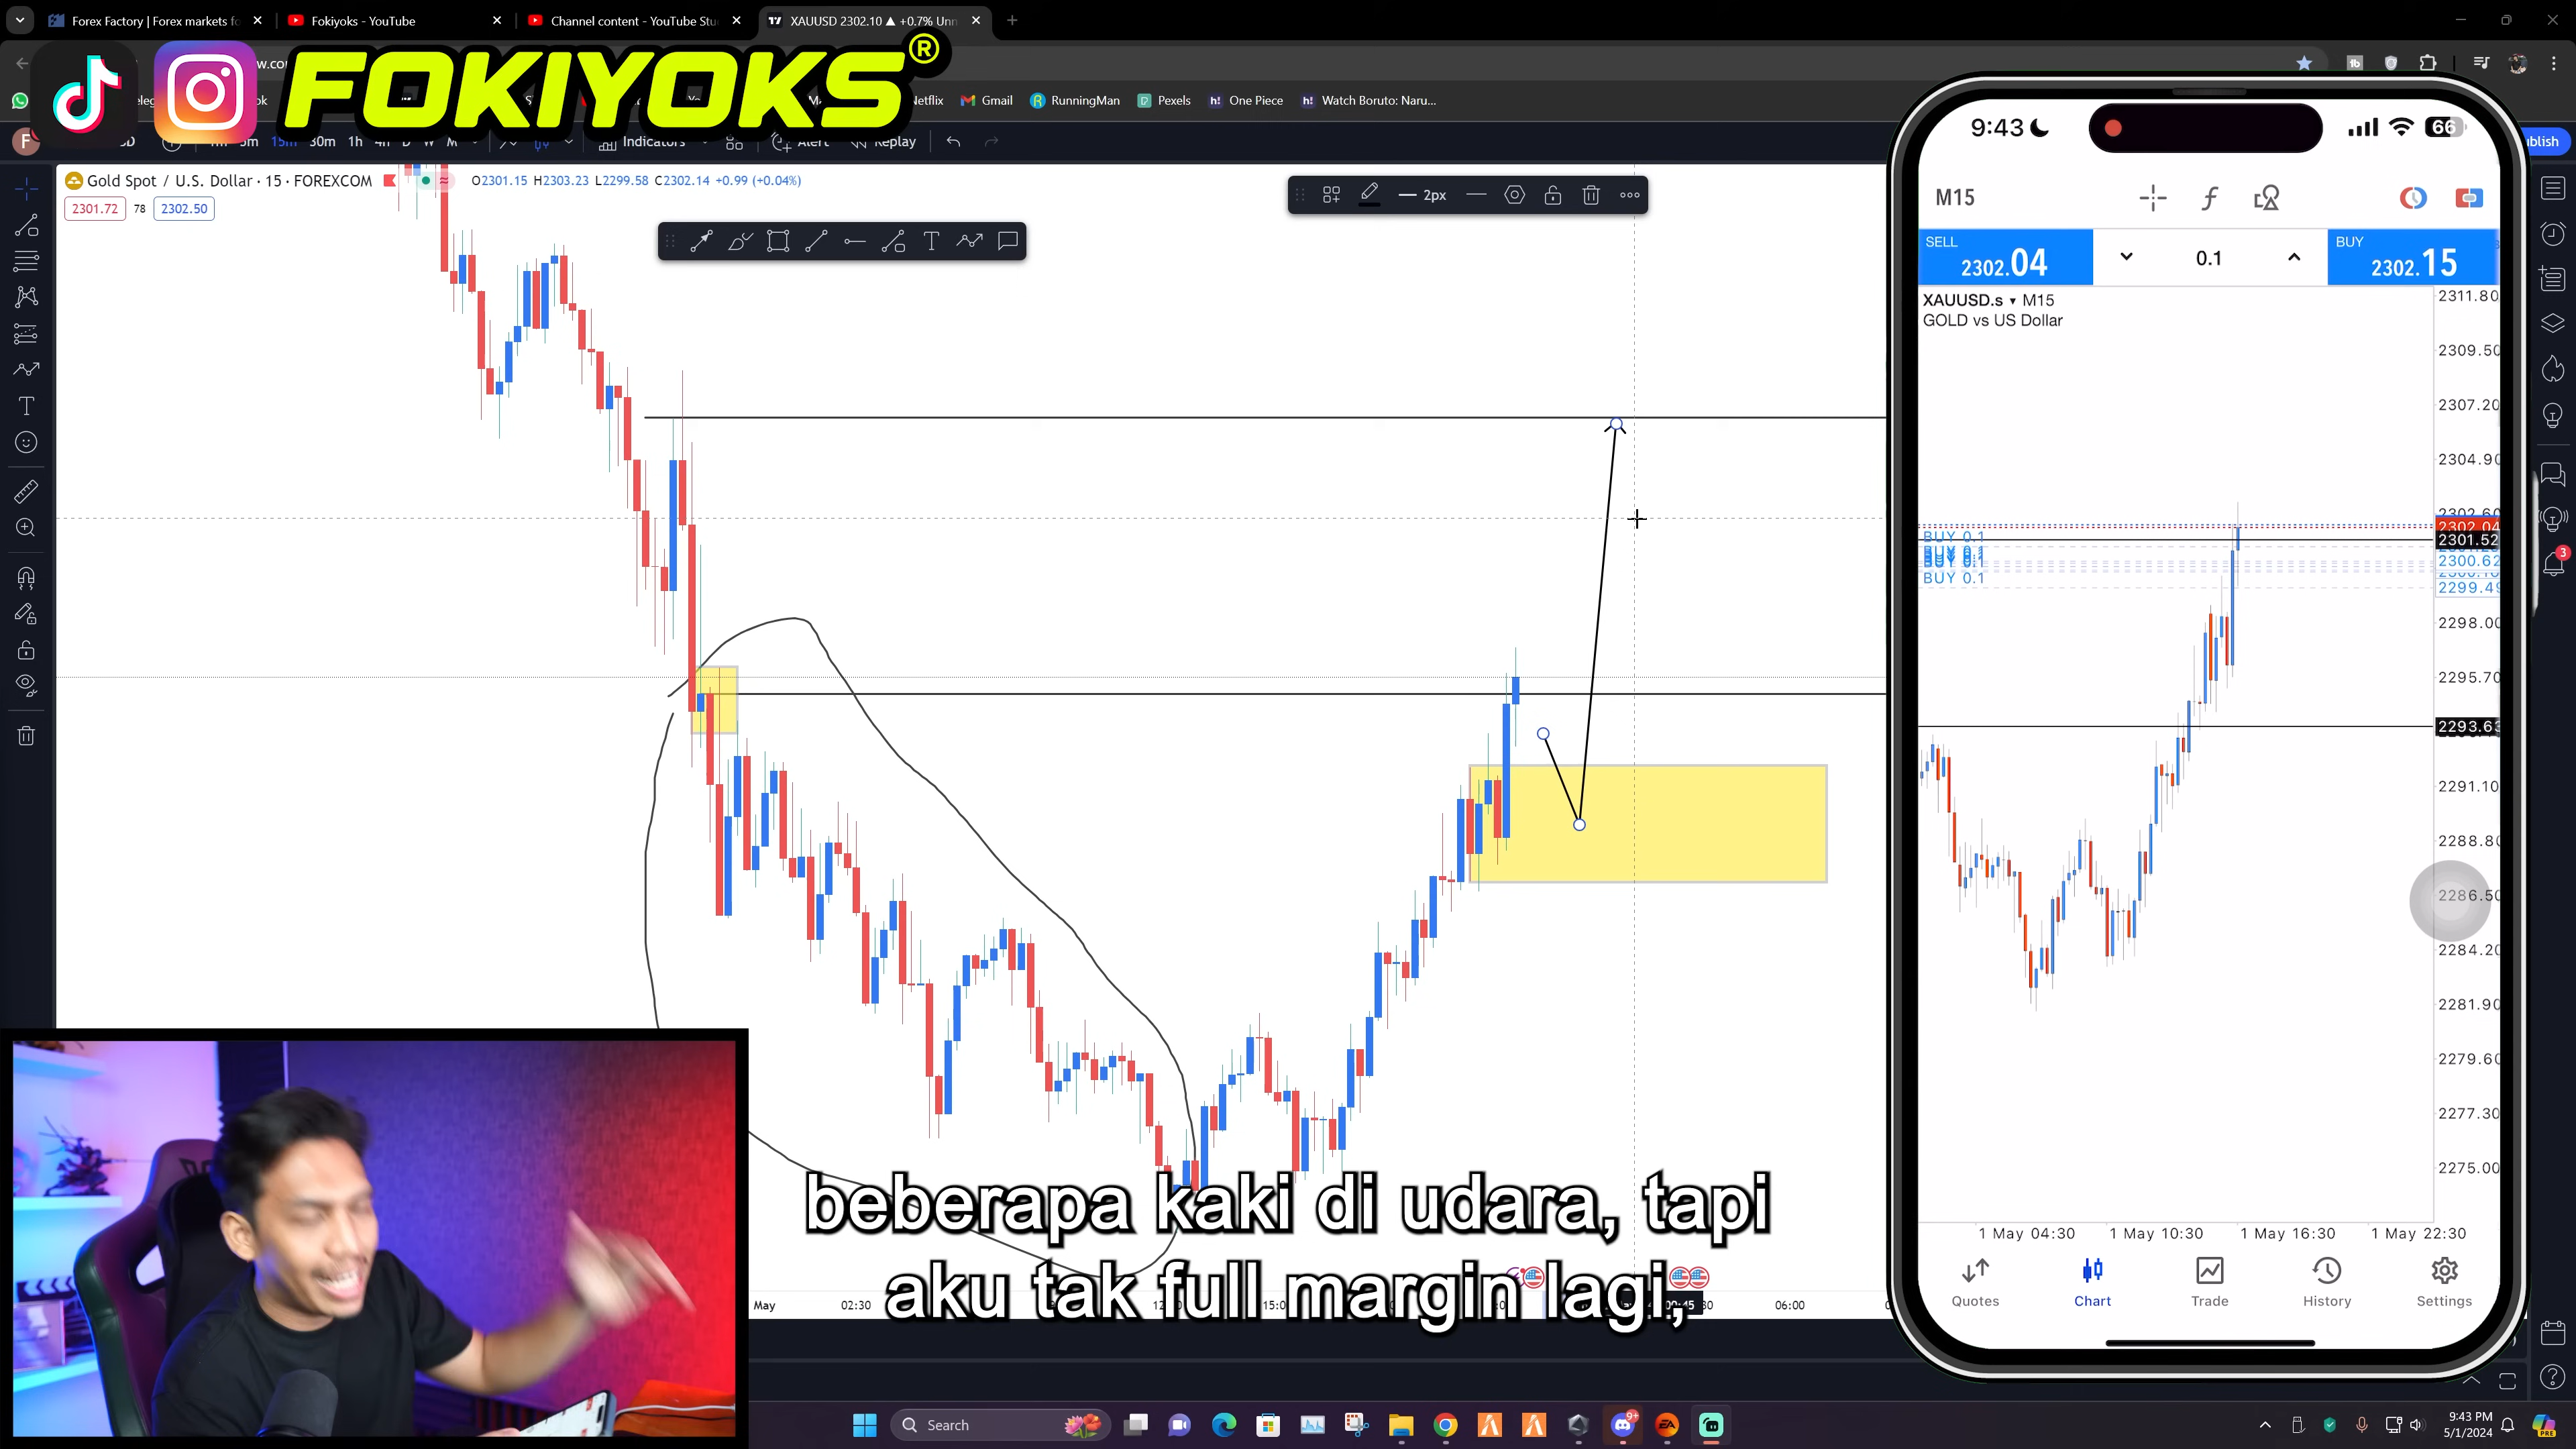 Forex Factory | Forex markets fo
Fokiyoks - YouTube
Channel content - YouTube Stu
XAUUSD 2302.10 ▲ +0.7% Unn
FOKIYOKS®
Netflix
Gmail
RunningMan
Pexels
One Piece
Watch Boruto: Naru...
15m 30m 1h
Indicators
Alert
Replay
Gold Spot / U.S. Dollar · 15 · FOREXCOM
O2301.15 H2303.23 L2299.58 C2302.14 +0.99 (+0.04%)
2301.72 78 2302.50
2px
9:43
66
M15
SELL
2302.04
0.1
BUY
2302.15
XAUUSD.s ▾ M15
GOLD vs US Dollar
2311.80
2309.50
2307.20
2304.90
2302.60
2302.04
BUY 0.1
2301.52
BUY 0.1
2300.62
BUY 0.1
2299.49
2298.00
2295.70
2293.63
2291.10
2288.80
2286.50
2284.20
2281.90
2279.60
2277.30
2275.00
1 May 04:30
1 May 10:30
1 May 16:30
1 May 22:30
Quotes
Chart
Trade
History
Settings
beberapa kaki di udara, tapi
aku tak full margin lagi,
May
02:30
06:00
Search
9:43 PM
5/1/2024